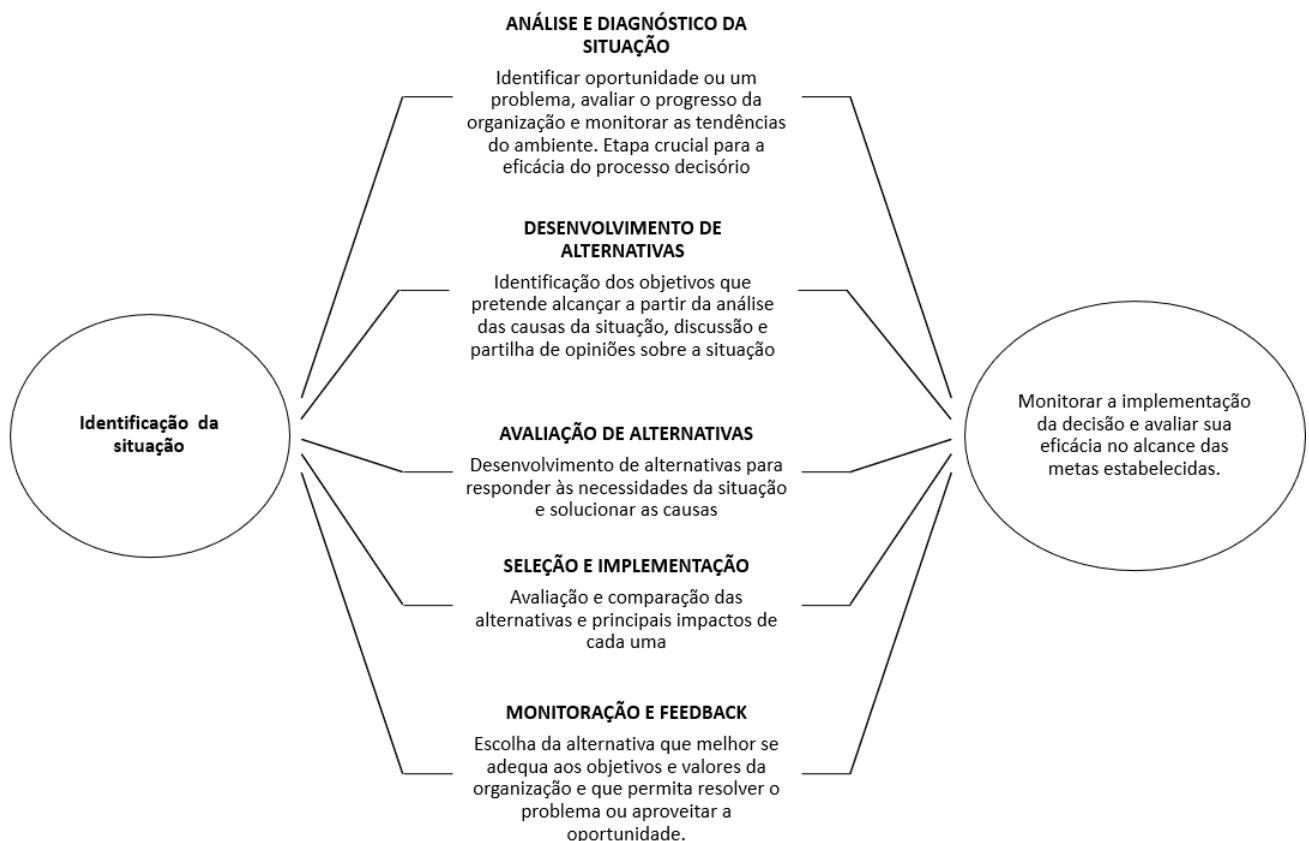 ANÁLISE E DIAGNÓSTICO DA
SITUAÇÃO
Identificar oportunidade ou um
problema, avaliar o progresso da
organização e monitorar as tendências
do ambiente. Etapa crucial para a
eficácia do processo decisório
DESENVOLVIMENTO DE
ALTERNATIVAS
Identificação dos objetivos que
pretende alcançar a partir da análise
das causas da situação, discussão e
partilha de opiniões sobre a situação
Identificação da
situação
AVALIAÇÃO DE ALTERNATIVAS
Desenvolvimento de alternativas para
responder às necessidades da situação
e solucionar as causas
SELEÇÃO E IMPLEMENTAÇÃO
Avaliação e comparação das
alternativas e principais impactos de
cada uma
MONITORAÇÃO E FEEDBACK
Escolha da alternativa que melhor se
adequa aos objetivos e valores da
organização e que permita resolver o
problema ou aproveitar a
oportunidade.
Monitorar a implementação
da decisão e avaliar sua
eficácia no alcance das
metas estabelecidas.